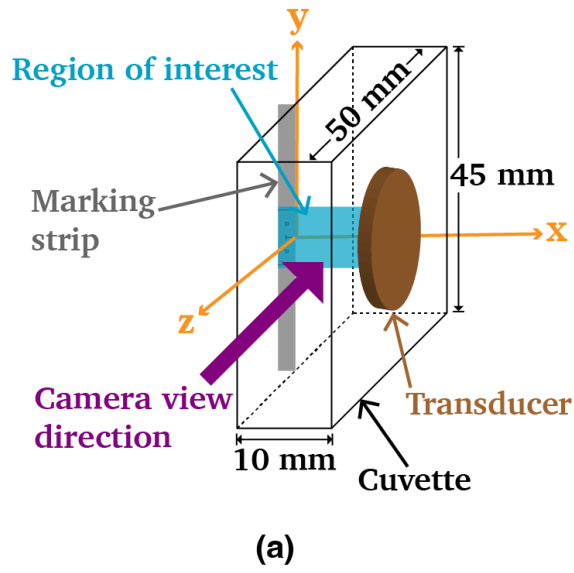 y
Region of interest
50 mm
45 mm
Marking
strip
x
z
Camera view
direction
Transducer
10 mm
Cuvette
(a)